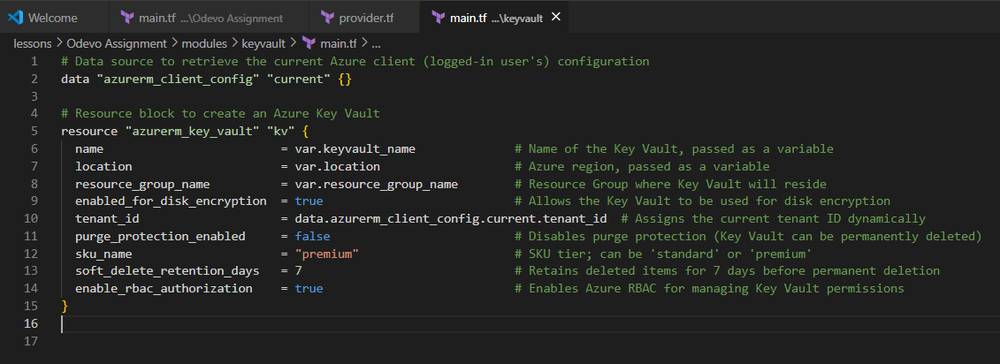 Welcome
main.tf ...\Odevo Assignment
provider.tf
main.tf ...\keyvault
lessons > Odevo Assignment > modules > keyvault > main.tf > ...
1 # Data source to retrieve the current Azure client (logged-in user's) configuration
2 data "azurerm_client_config" "current" {}
3
4 # Resource block to create an Azure Key Vault
5 resource "azurerm_key_vault" "kv" {
6 name = var.keyvault_name # Name of the Key Vault, passed as a variable
7 location = var.location # Azure region, passed as a variable
8 resource_group_name = var.resource_group_name # Resource Group where Key Vault will reside
9 enabled_for_disk_encryption = true # Allows the Key Vault to be used for disk encryption
10 tenant_id = data.azurerm_client_config.current.tenant_id # Assigns the current tenant ID dynamically
11 purge_protection_enabled = false # Disables purge protection (Key Vault can be permanently deleted)
12 sku_name = "premium" # SKU tier; can be 'standard' or 'premium'
13 soft_delete_retention_days = 7 # Retains deleted items for 7 days before permanent deletion
14 enable_rbac_authorization = true # Enables Azure RBAC for managing Key Vault permissions
15 }
16
17